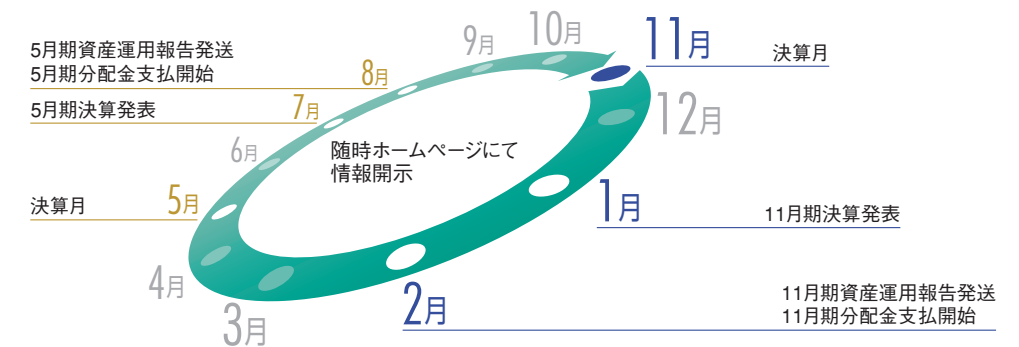 10月
11月
決算月
9月
5月期資産運用報告発送
5月期分配金支払開始
8月
5月期決算発表
7月
12月
6月
随時ホームページにて
情報開示
決算月
5月
1月
11月期決算発表
4月
3月
2月
11月期資産運用報告発送
11月期分配金支払開始